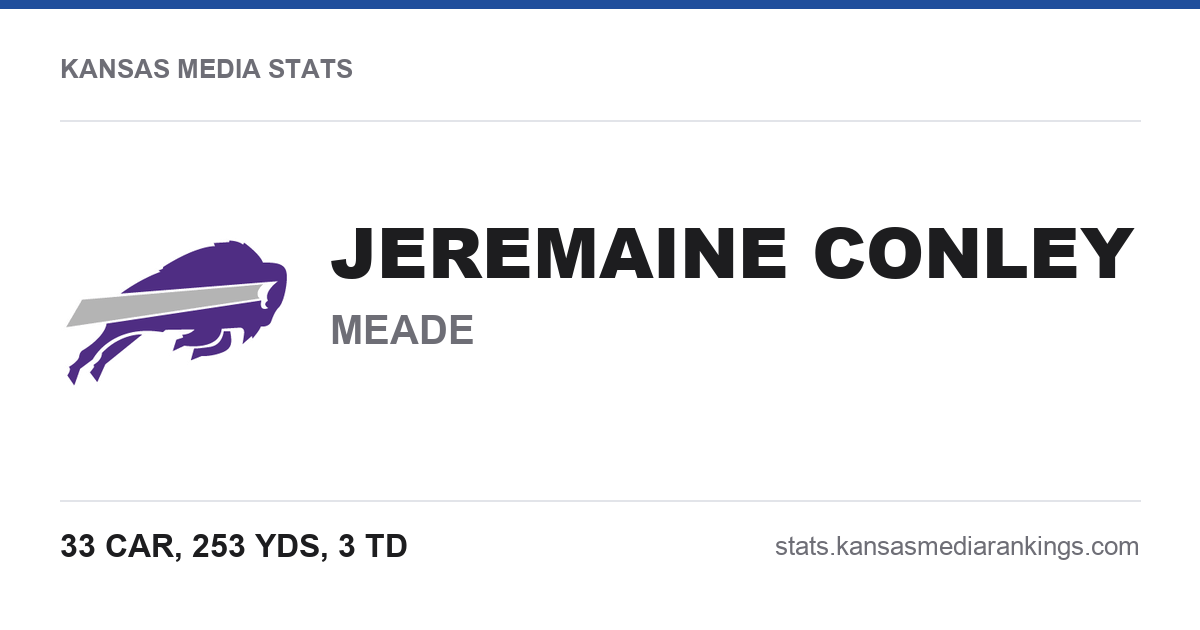 KANSAS MEDIA STATS
JEREMAINE CONLEY
MEADE
33 CAR, 253 YDS, 3 TD
stats.kansasmediarankings.com